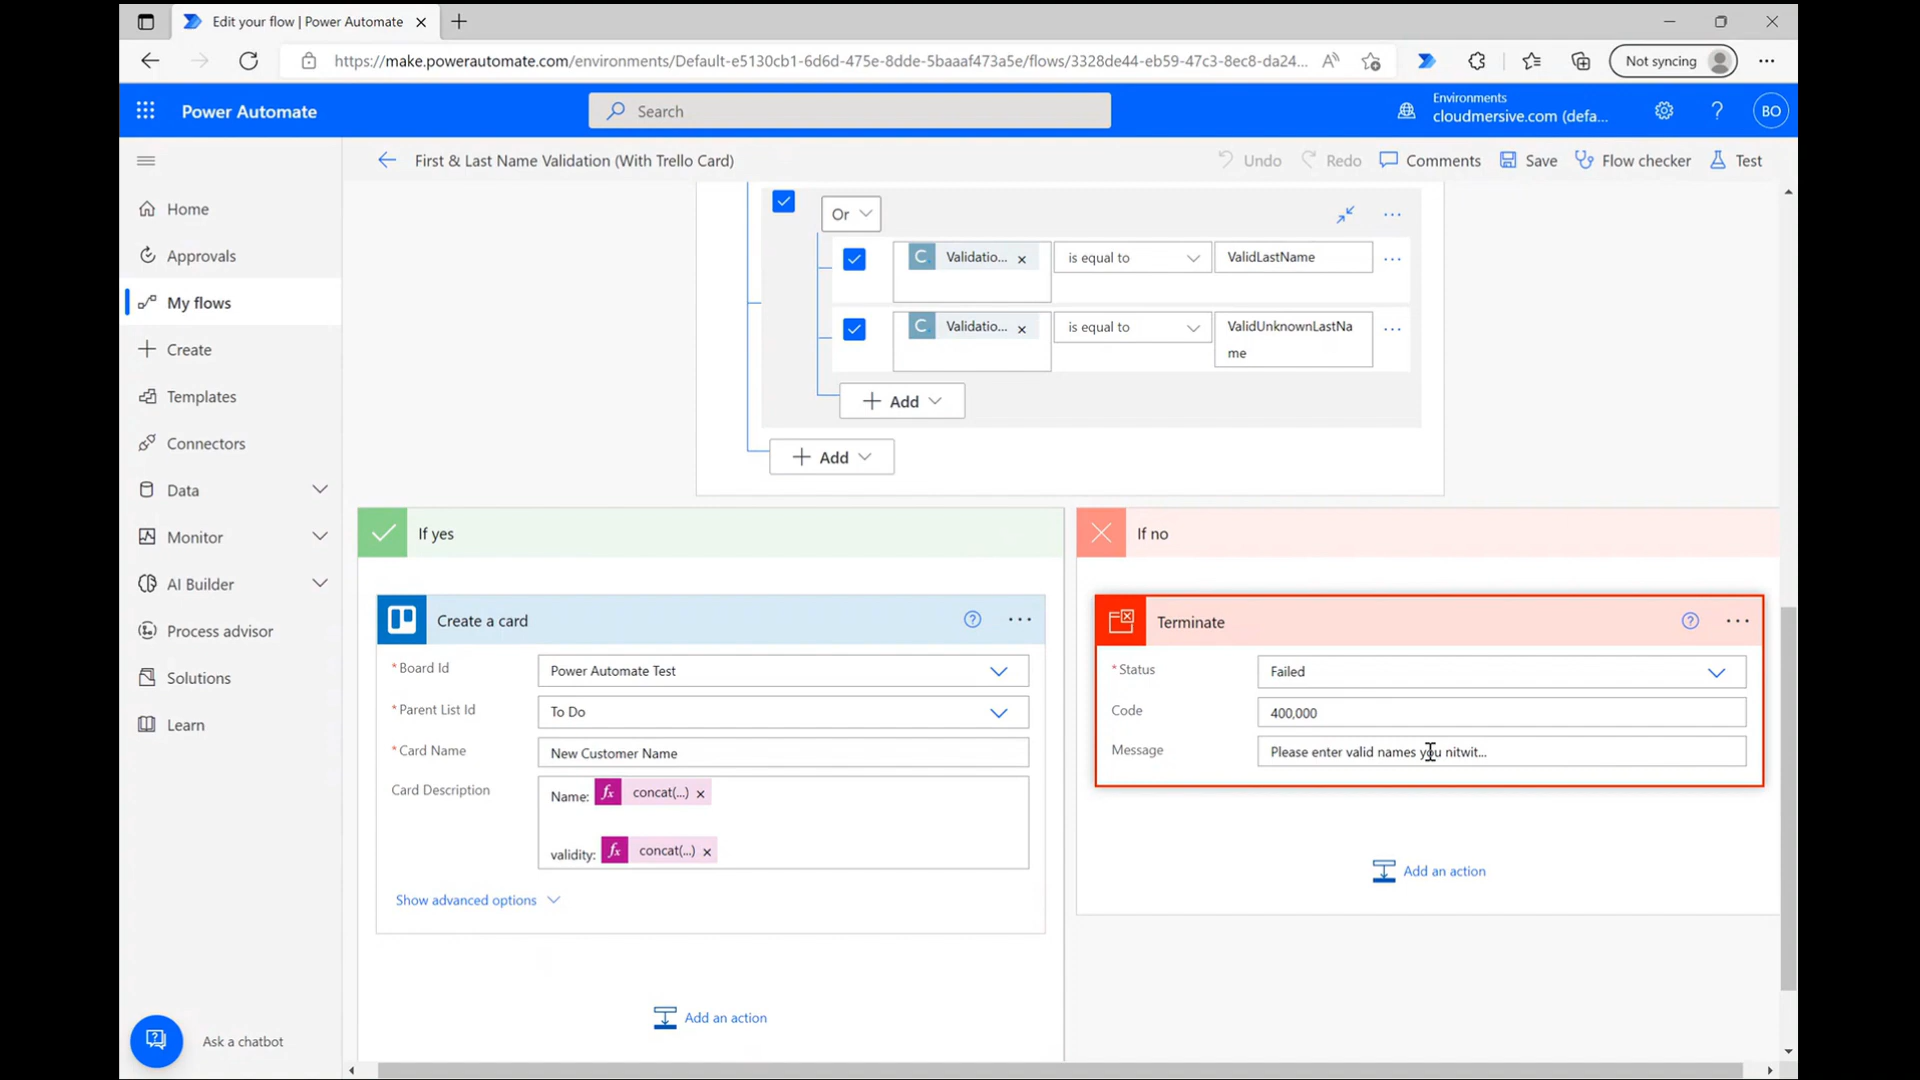 Edit your flow | Power Automate
https://make.powerautomate.com/environments/Default-e5130cb1-6d6d-475e-8dde-5baaaf473a5e/flows/3328de44-eb59-47c3-8ec8-da24...
Not syncing
Power Automate
Search
Environments
cloudmersive.com (defa...
BO
First & Last Name Validation (With Trello Card)
Undo
Redo
Comments
Save
Flow checker
Test
Home
Approvals
My flows
Create
Templates
Connectors
Data
Monitor
AI Builder
Process advisor
Solutions
Learn
Ask a chatbot
Or
Validatio...
is equal to
ValidLastName
Validatio...
is equal to
ValidUnknownLastNa
me
Add
Add
If yes
Create a card
*Board Id
Power Automate Test
*Parent List Id
To Do
*Card Name
New Customer Name
Card Description
Name: fx concat(...)
validity: fx concat(...)
Show advanced options
Add an action
If no
Terminate
*Status
Failed
Code
400,000
Message
Please enter valid names you nitwit...
Add an action